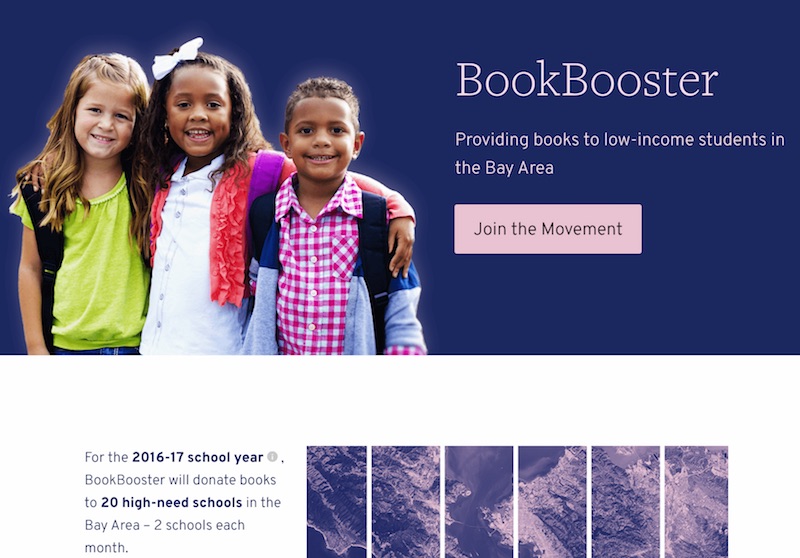 BookBooster
Providing books to low-income students in
the Bay Area
Join the Movement
For the 2016-17 school year i ,
BookBooster will donate books
to 20 high-need schools in the
Bay Area – 2 schools each
month.